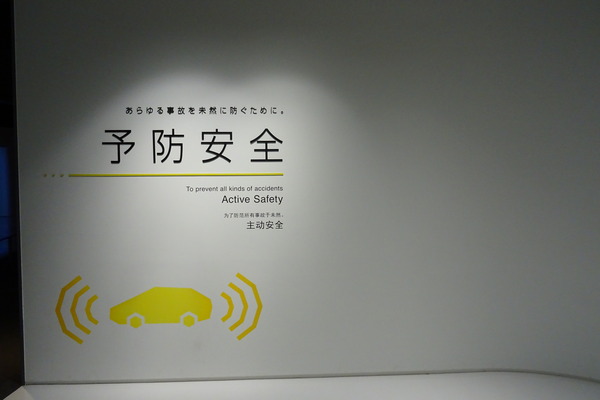 あらゆる事故を未然に防ぐために。
予防安全
To prevent all kinds of accidents
Active Safety
为了防范所有事故于未然。
主动安全